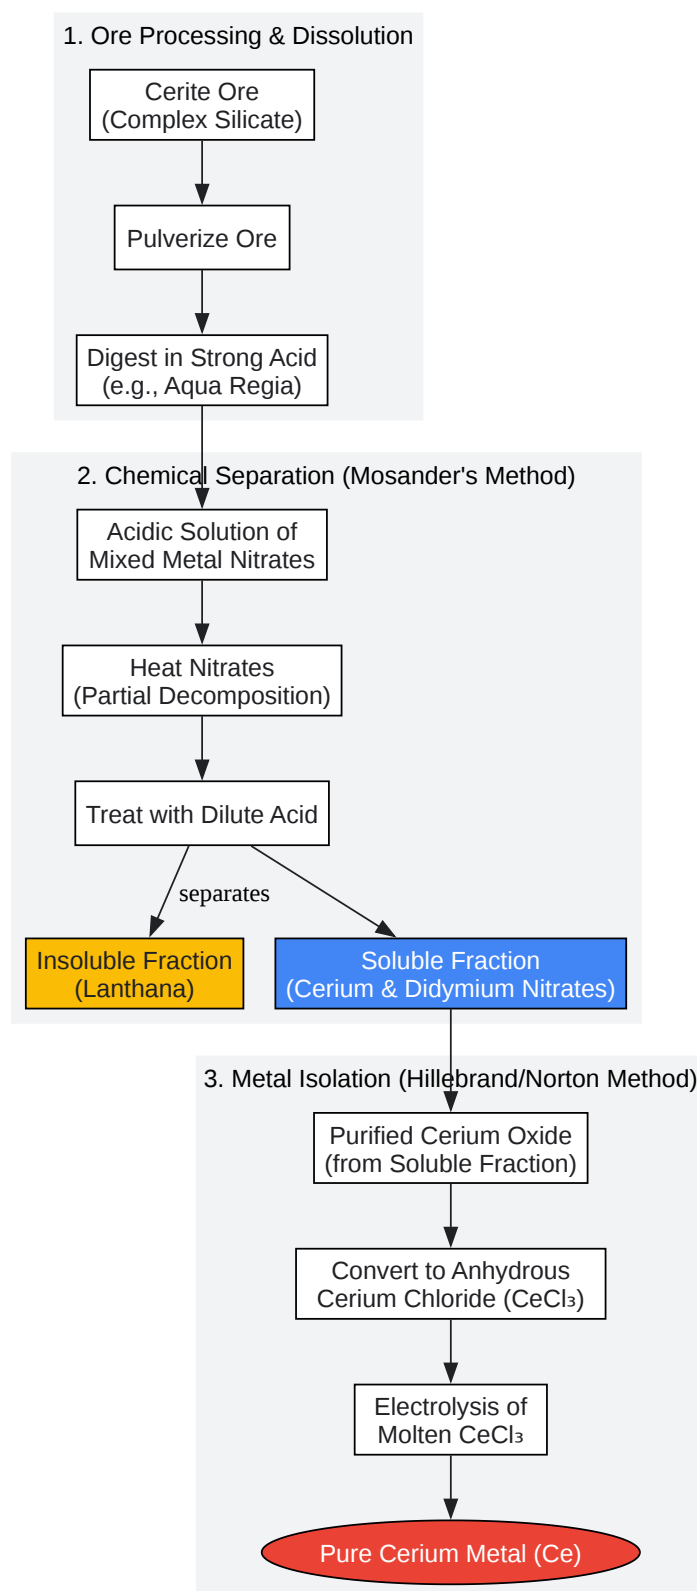 1. Ore Processing & Dissolution
Cerite Ore
(Complex Silicate)
Pulverize Ore
Digest in Strong Acid
(e.g., Aqua Regia)
2. Chemical Separation (Mosander's Method)
Acidic Solution of
Mixed Metal Nitrates
Heat Nitrates
(Partial Decomposition)
Treat with Dilute Acid
separates
Insoluble Fraction
(Lanthana)
Soluble Fraction
(Cerium & Didymium Nitrates)
3. Metal Isolation (Hillebrand/Norton Method)
Purified Cerium Oxide
(from Soluble Fraction)
Convert to Anhydrous
Cerium Chloride (CeCl₃)
Electrolysis of
Molten CeCl₃
Pure Cerium Metal (Ce)